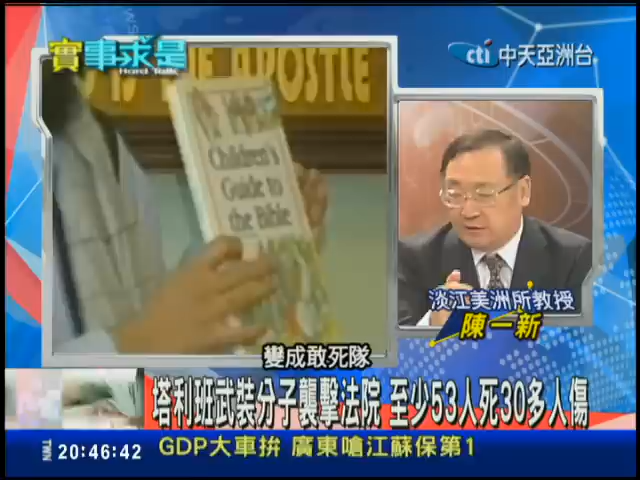 實事求是
Hard Talk
cti 中天亞洲台
IS THE APOSTLE
Children's
Guide to
the Bible
淡江美洲所教授
陳一新
變成敢死隊
塔利班武裝分子襲擊法院 至少53人死30多人傷
TWN 20:46:42 GDP大車拚 廣東嗆江蘇保第1